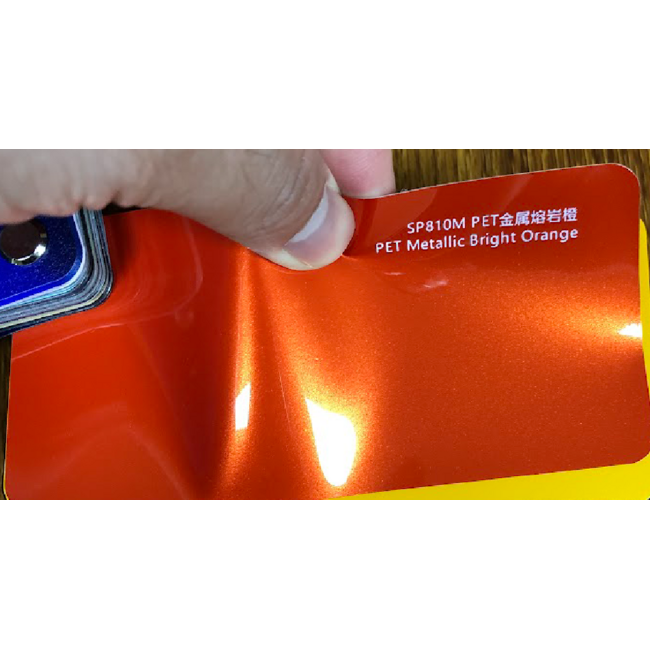 SP810M PET金属熔岩橙
PET Metallic Bright Orange